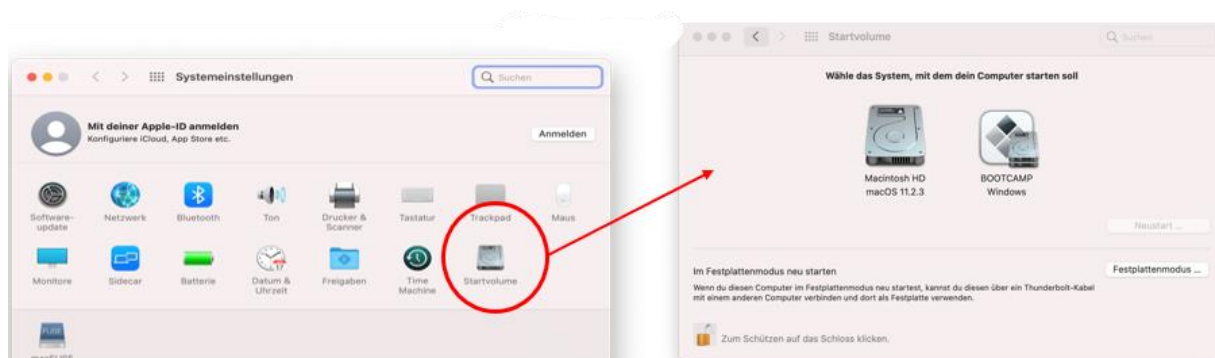 Systemeinstellungen
Suchen
Mit deiner Apple-ID anmelden
Konfiguriere iCloud, App Store etc.
Anmelden
Software-
update
Netzwerk
Bluetooth
Ton
Drucker &
Scanner
Tastatur
Trackpad
Maus
Monitore
Sidecar
Batterie
Datum &
Uhrzeit
Freigaben
Time
Machine
Startvolume
FUSE
Startvolume
Suchen
Wähle das System, mit dem dein Computer starten soll
Macintosh HD
macOS 11.2.3
BOOTCAMP
Windows
Neustart ...
Im Festplattenmodus neu starten
Festplattenmodus ...
Wenn du diesen Computer im Festplattenmodus neu startest, kannst du diesen über ein Thunderbolt-Kabel
mit einem anderen Computer verbinden und dort als Festplatte verwenden.
Zum Schützen auf das Schloss klicken.